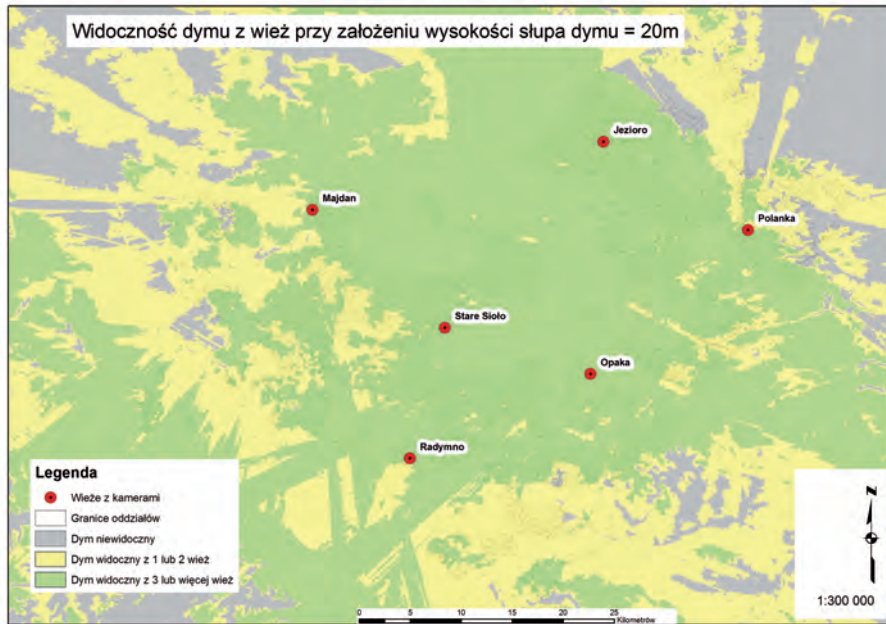 Widoczność dymu z wież przy założeniu wysokości słupa dymu = 20m
Jezioro
Majdan
Polanka
Stare Sioło
Opaka
Radymno
Legenda
Wieże z kamerami
Granice oddziałów
Dym niewidoczny
Dym widoczny z 1 lub 2 wież
Dym widoczny z 3 lub więcej wież
N
1:300 000
0 5 10 15 20 25
Kilometrów